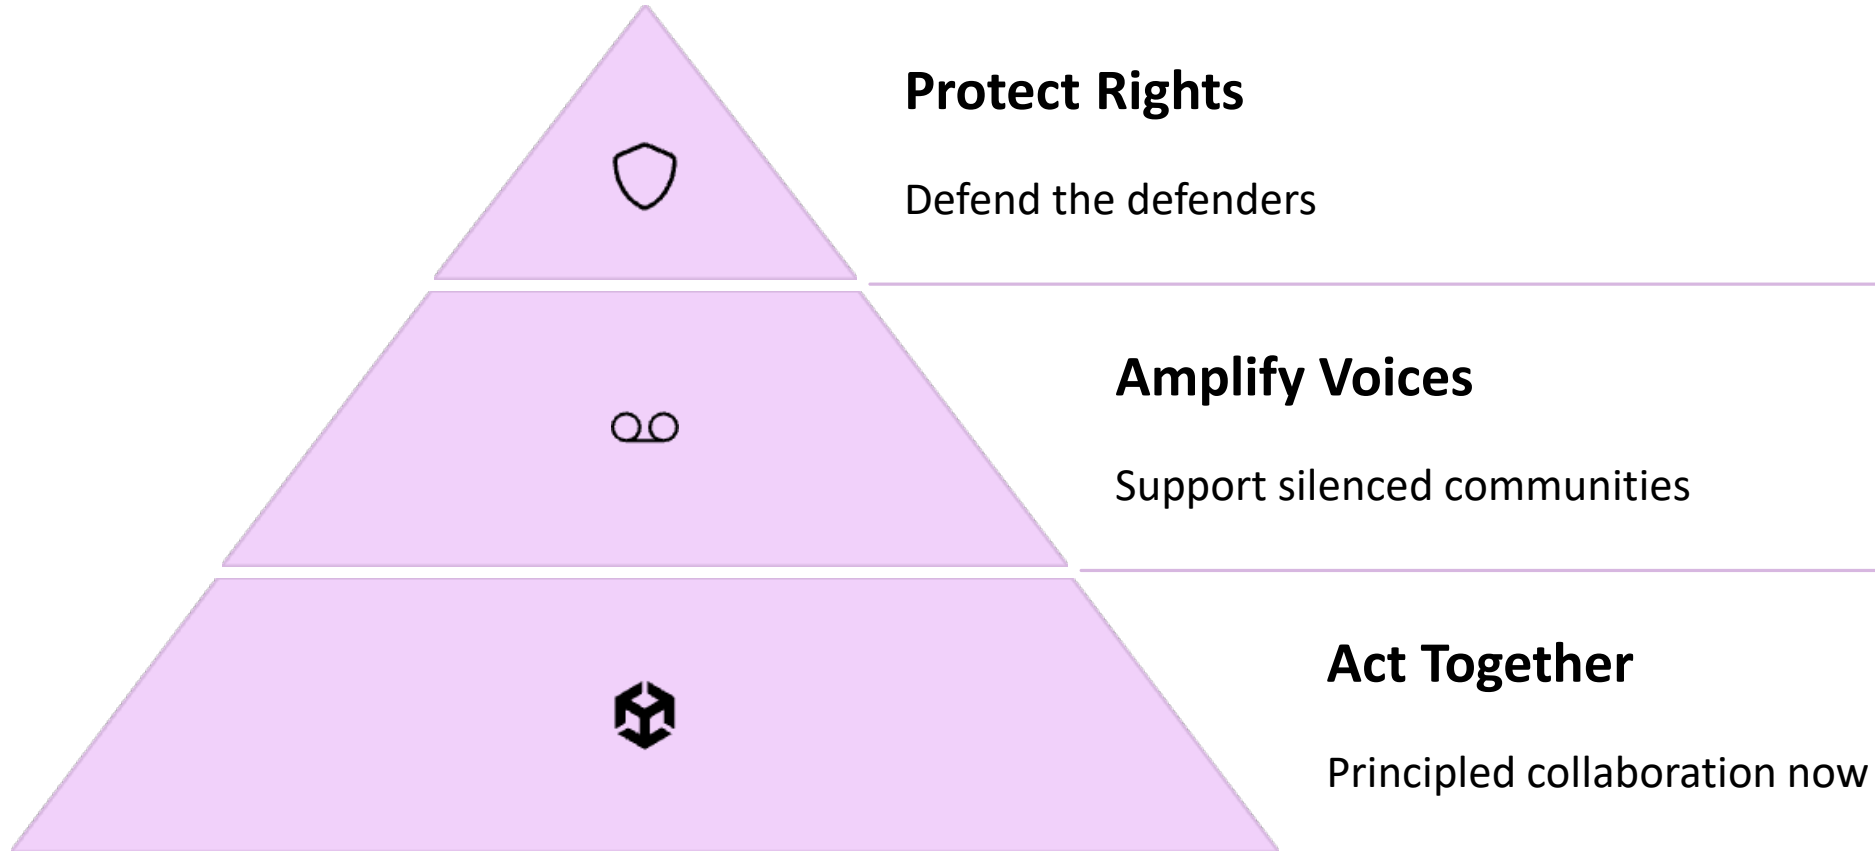 Protect Rights
Defend the defenders
Amplify Voices
Support silenced communities
Act Together
Principled collaboration now